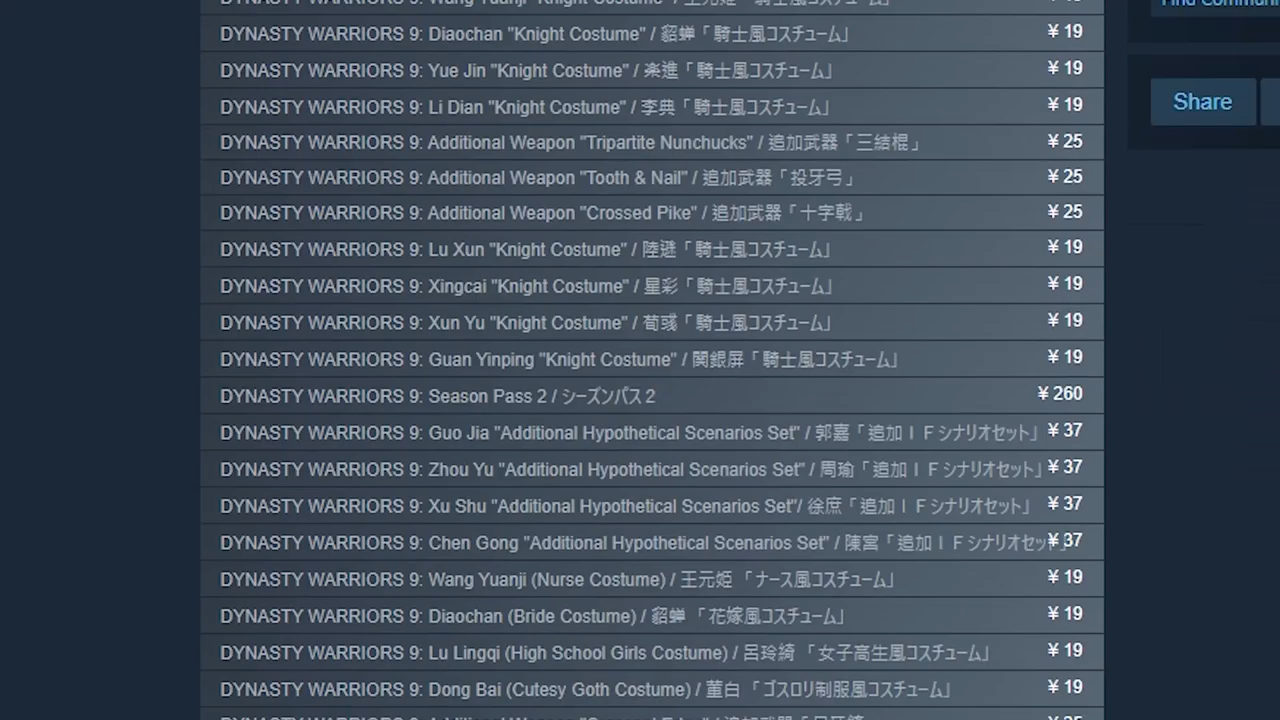 DYNASTY WARRIORS 9: Diaochan "Knight Costume" / 貂蝉「騎士風コスチューム」 ¥ 19
DYNASTY WARRIORS 9: Yue Jin "Knight Costume" / 楽進「騎士風コスチューム」 ¥ 19
DYNASTY WARRIORS 9: Li Dian "Knight Costume" / 李典「騎士風コスチューム」 ¥ 19
Share
DYNASTY WARRIORS 9: Additional Weapon "Tripartite Nunchucks" / 追加武器「三結棍」 ¥ 25
DYNASTY WARRIORS 9: Additional Weapon "Tooth & Nail" / 追加武器「投牙弓」 ¥ 25
DYNASTY WARRIORS 9: Additional Weapon "Crossed Pike" / 追加武器「十字戟」 ¥ 25
DYNASTY WARRIORS 9: Lu Xun "Knight Costume" / 陸遜「騎士風コスチューム」 ¥ 19
DYNASTY WARRIORS 9: Xingcai "Knight Costume" / 星彩「騎士風コスチューム」 ¥ 19
DYNASTY WARRIORS 9: Xun Yu "Knight Costume" / 荀彧「騎士風コスチューム」 ¥ 19
DYNASTY WARRIORS 9: Guan Yinping "Knight Costume" / 関銀屏「騎士風コスチューム」 ¥ 19
DYNASTY WARRIORS 9: Season Pass 2 / シーズンパス２ ¥ 260
DYNASTY WARRIORS 9: Guo Jia "Additional Hypothetical Scenarios Set" / 郭嘉「追加ＩＦシナリオセット」 ¥ 37
DYNASTY WARRIORS 9: Zhou Yu "Additional Hypothetical Scenarios Set" / 周瑜「追加ＩＦシナリオセット」 ¥ 37
DYNASTY WARRIORS 9: Xu Shu "Additional Hypothetical Scenarios Set"/ 徐庶「追加ＩＦシナリオセット」 ¥ 37
DYNASTY WARRIORS 9: Chen Gong "Additional Hypothetical Scenarios Set" / 陳宮「追加ＩＦシナリオセッ ¥ 37
DYNASTY WARRIORS 9: Wang Yuanji (Nurse Costume) / 王元姫 「ナース風コスチューム」 ¥ 19
DYNASTY WARRIORS 9: Diaochan (Bride Costume) / 貂蝉 「花嫁風コスチューム」 ¥ 19
DYNASTY WARRIORS 9: Lu Lingqi (High School Girls Costume) / 呂玲綺 「女子高生風コスチューム」 ¥ 19
DYNASTY WARRIORS 9: Dong Bai (Cutesy Goth Costume) / 董白 「ゴスロリ制服風コスチューム」 ¥ 19